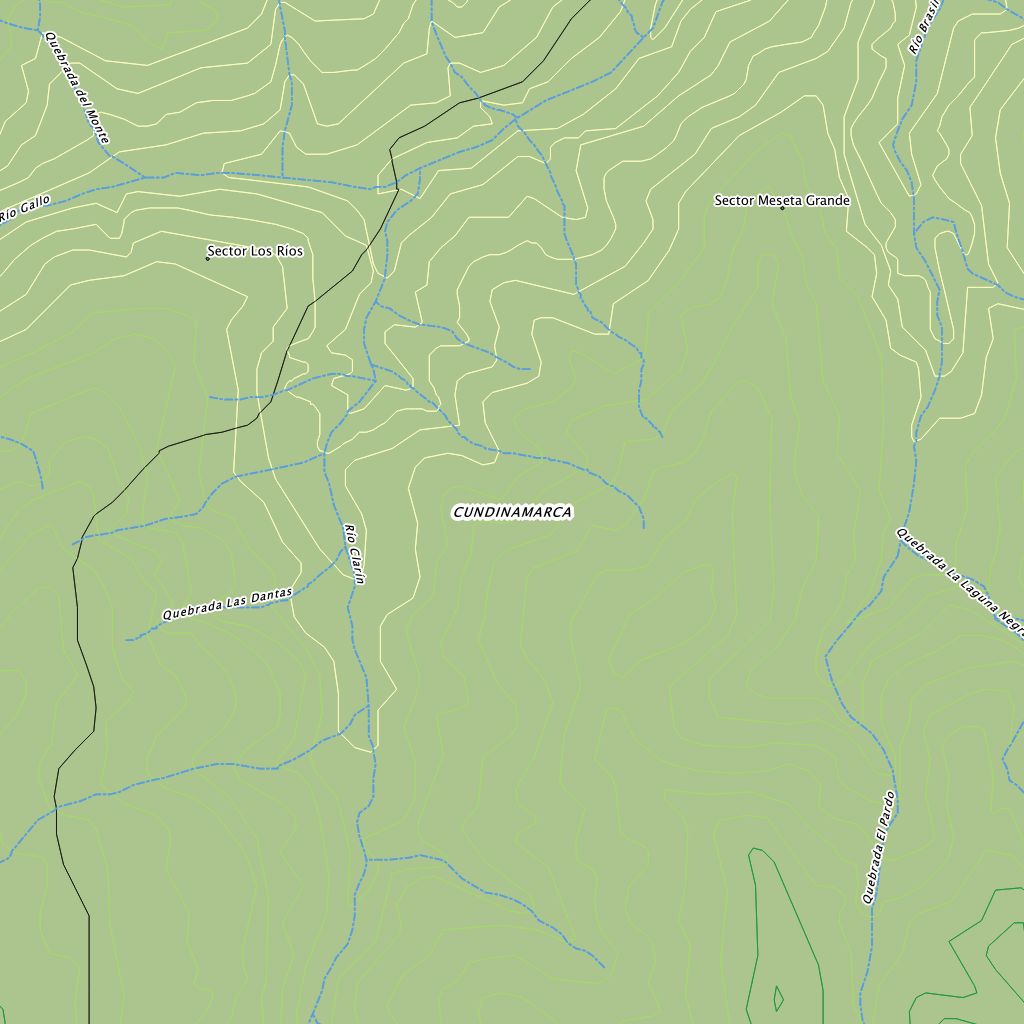 Río Brasil
Quebrada del Monte
Río Gallo
Sector Meseta Grande
Sector Los Ríos
CUNDINAMARCA
Río Clarín
Quebrada La Laguna Negra
Quebrada Las Dantas
Quebrada El Pardo